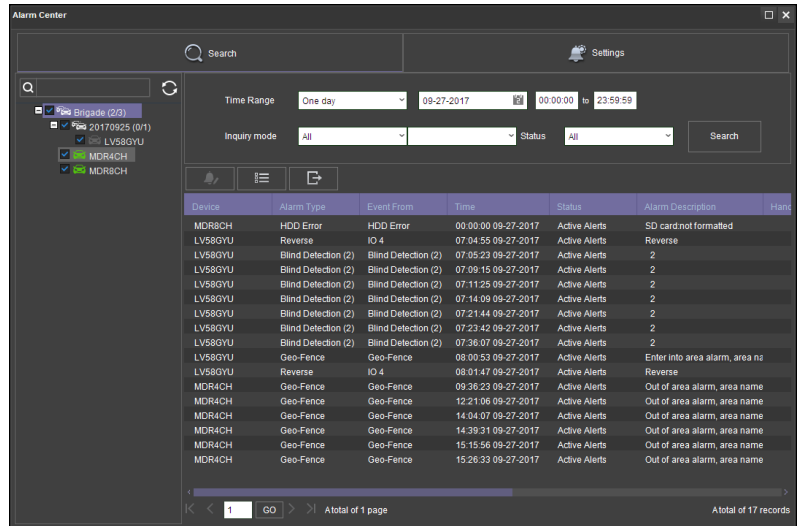 Alarm Center
Search
Settings
Brigade (2/3)
20170925 (0/1)
LV58GYU
MDR4CH
MDR8CH
Time Range One day 09-27-2017 00:00:00 to 23:59:59
Inquiry mode All Status All Search
Device Alarm Type Event From Time Status Alarm Description Hanc
MDR8CH HDD Error HDD Error 00:00:00 09-27-2017 Active Alerts SD card:not formatted
LV58GYU Reverse IO 4 07:04:55 09-27-2017 Active Alerts Reverse
LV58GYU Blind Detection (2) Blind Detection (2) 07:05:23 09-27-2017 Active Alerts 2
LV58GYU Blind Detection (2) Blind Detection (2) 07:09:15 09-27-2017 Active Alerts 2
LV58GYU Blind Detection (2) Blind Detection (2) 07:11:25 09-27-2017 Active Alerts 2
LV58GYU Blind Detection (2) Blind Detection (2) 07:14:09 09-27-2017 Active Alerts 2
LV58GYU Blind Detection (2) Blind Detection (2) 07:21:44 09-27-2017 Active Alerts 2
LV58GYU Blind Detection (2) Blind Detection (2) 07:23:42 09-27-2017 Active Alerts 2
LV58GYU Blind Detection (2) Blind Detection (2) 07:36:07 09-27-2017 Active Alerts 2
LV58GYU Geo-Fence Geo-Fence 08:00:53 09-27-2017 Active Alerts Enter into area alarm, area na
LV58GYU Reverse IO 4 08:01:47 09-27-2017 Active Alerts Reverse
MDR4CH Geo-Fence Geo-Fence 09:36:23 09-27-2017 Active Alerts Out of area alarm, area name
MDR4CH Geo-Fence Geo-Fence 12:21:06 09-27-2017 Active Alerts Out of area alarm, area name
MDR4CH Geo-Fence Geo-Fence 14:04:07 09-27-2017 Active Alerts Out of area alarm, area name
MDR4CH Geo-Fence Geo-Fence 14:39:31 09-27-2017 Active Alerts Out of area alarm, area name
MDR4CH Geo-Fence Geo-Fence 15:15:56 09-27-2017 Active Alerts Out of area alarm, area name
MDR4CH Geo-Fence Geo-Fence 15:26:33 09-27-2017 Active Alerts Out of area alarm, area name
1 GO Atotal of 1 page Atotal of 17 records